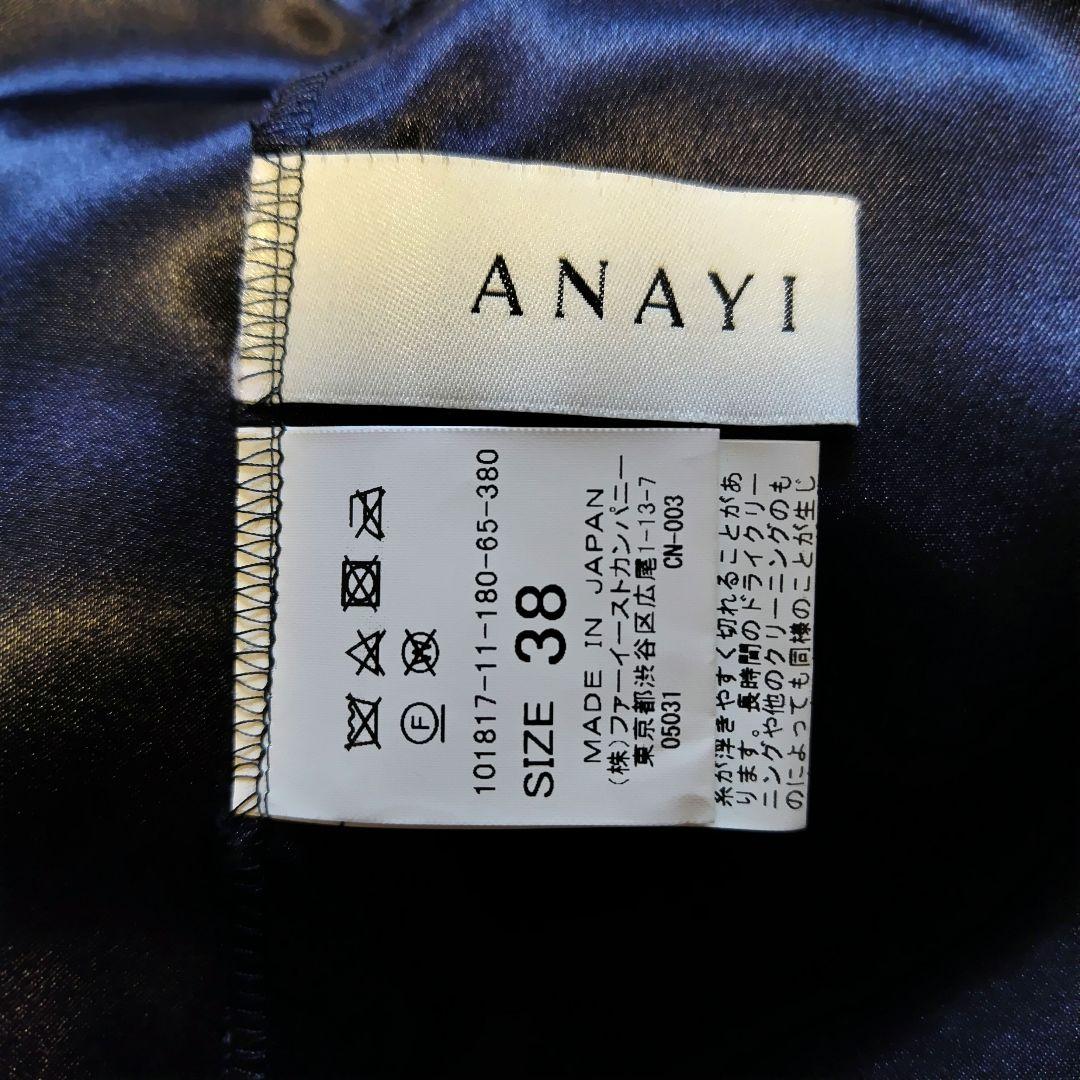 ANAYI
101817-11-180-65-380
SIZE 38
MADE IN JAPAN
(株)ファーイーストカンパニー
東京都渋谷区広尾1-13-7
05031 CN-003
糸が浮きやすく切れることがあ
ります。長時間のドライクリー
ニングや他のクリーニングのも
のによっても同様のことが生じ
F
W